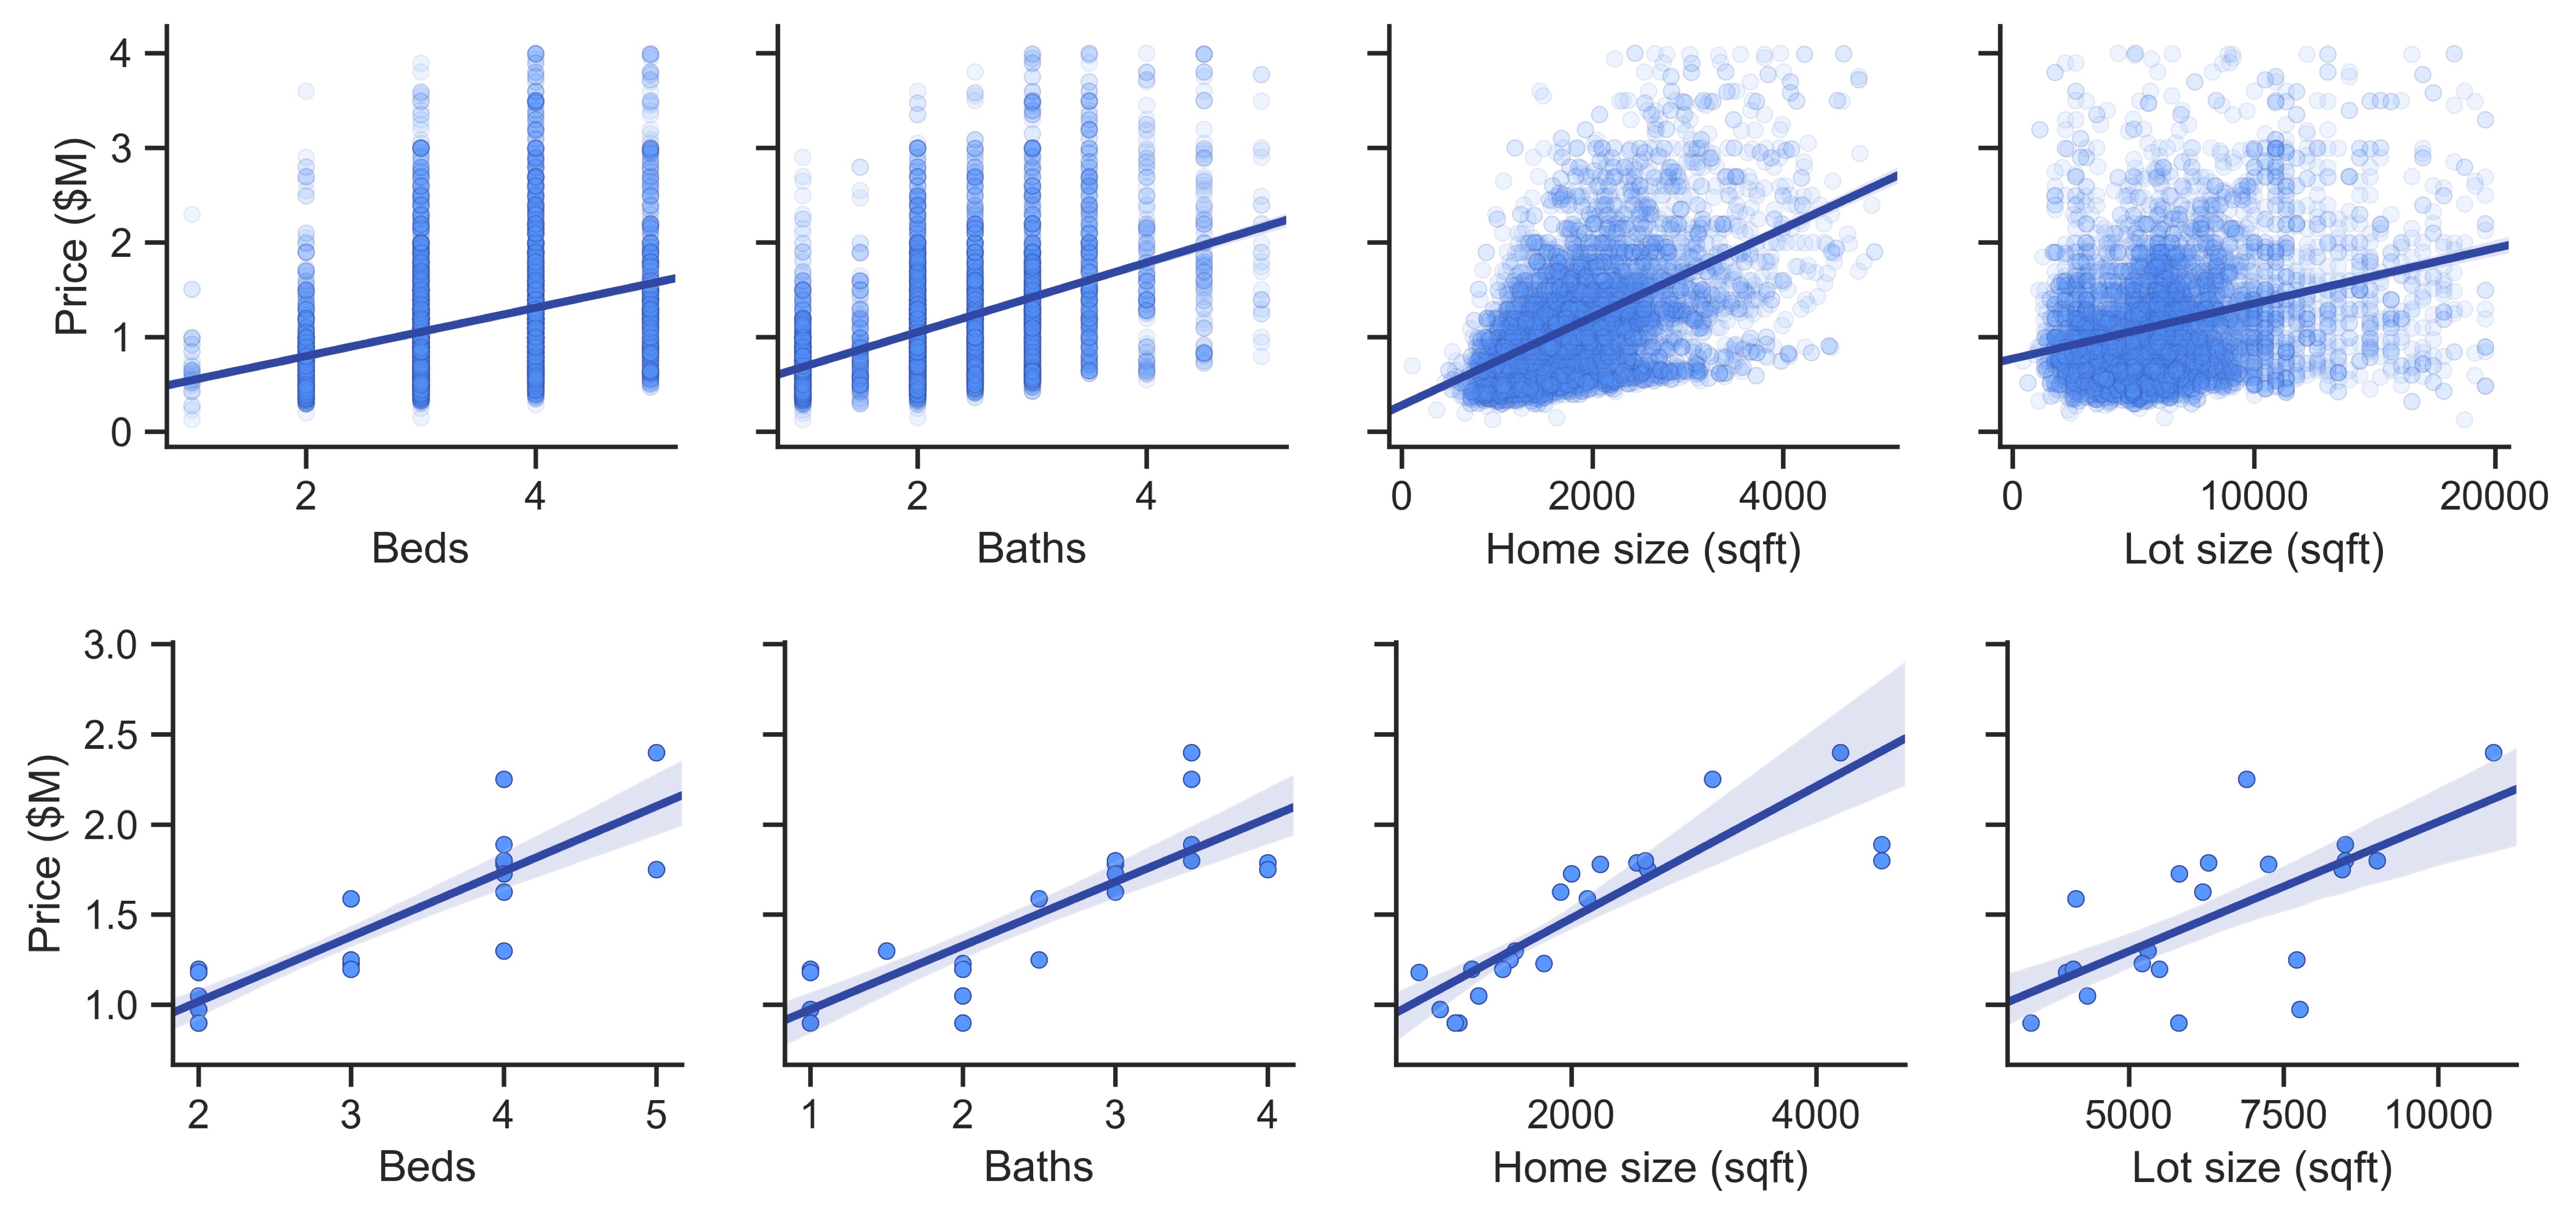 Price ($M)
4
3
2
1
0
2 4
Beds
2 4
Baths
0 2000 4000
Home size (sqft)
0 10000 20000
Lot size (sqft)
Price ($M)
3.0
2.5
2.0
1.5
1.0
2 3 4 5
Beds
1 2 3 4
Baths
2000 4000
Home size (sqft)
5000 7500 10000
Lot size (sqft)